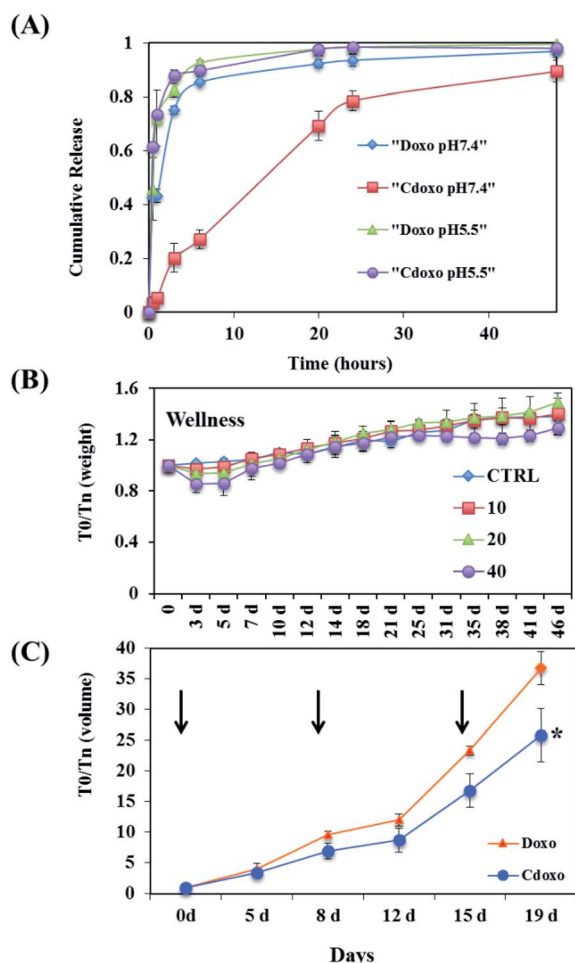 (A)
Cumulative Release
1
0.8
0.6
0.4
0.2
0
"Doxo pH7.4"
"Cdoxo pH7.4"
"Doxo pH5.5"
"Cdoxo pH5.5"
0 10 20 30 40
Time (hours)
(B)
T0/Tn (weight)
1.6
1.2
0.8
0.4
0
Wellness
CTRL
10
20
40
0 3 d 5 d 7 d 10 d 12 d 14 d 18 d 21 d 25 d 31 d 35 d 38 d 41 d 46 d
(C)
T0/Tn (volume)
40
35
30
25
20
15
10
5
0
*
Doxo
Cdoxo
0d 5 d 8 d 12 d 15 d 19 d
Days